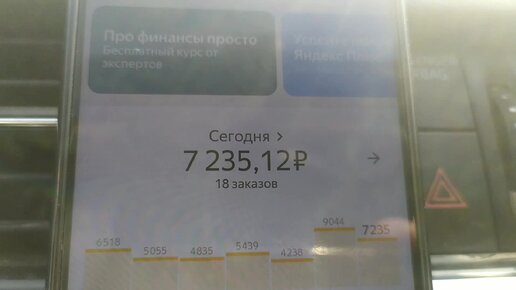 Про финансы просто
Бесплатный курс от
экспертов
Яндекс
Сегодня >
7 235,12₽
18 заказов
6518
5055
4835
5439
4238
9044
7235